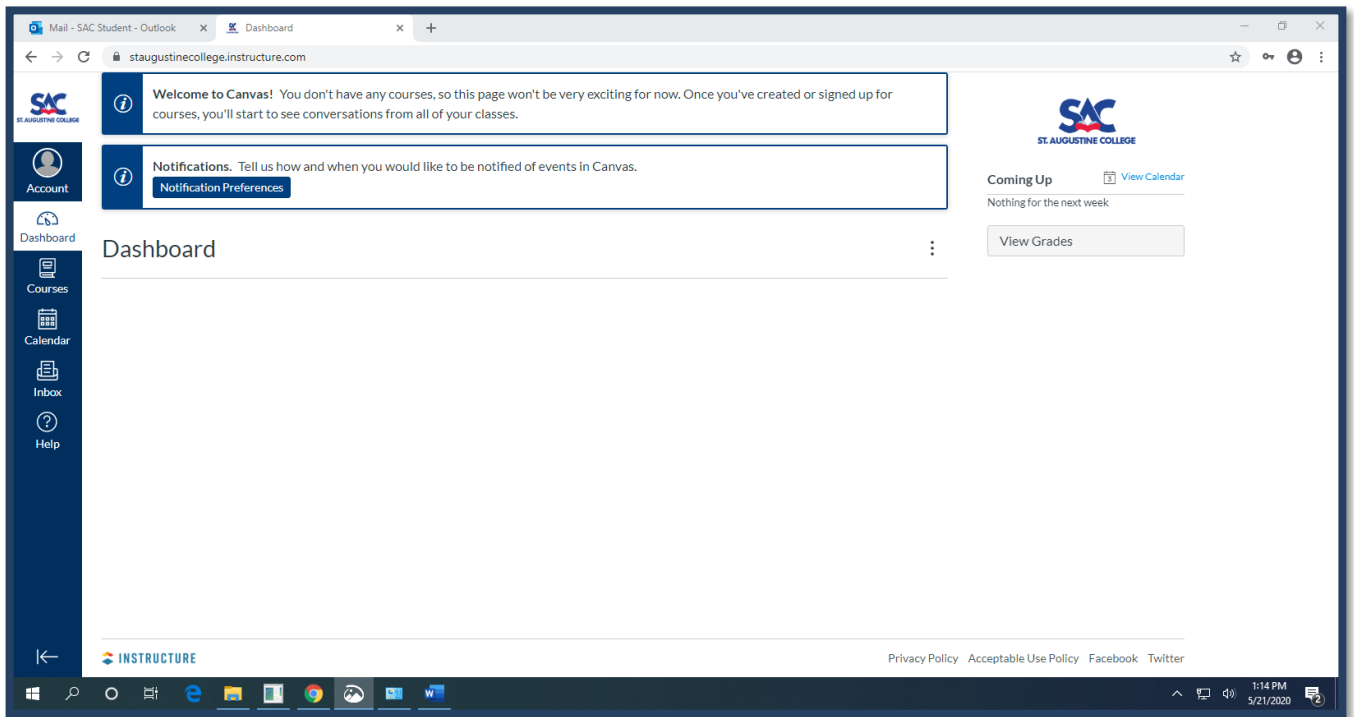 Mail - SAC Student - Outlook
Dashboard
staugustinecollege.instructure.com
SAC
ST. AUGUSTINE COLLEGE
Account
Dashboard
Courses
Calendar
Inbox
Help
Welcome to Canvas! You don't have any courses, so this page won't be very exciting for now. Once you've created or signed up for
courses, you'll start to see conversations from all of your classes.
Notifications. Tell us how and when you would like to be notified of events in Canvas.
Notification Preferences
Dashboard
SAC
ST. AUGUSTINE COLLEGE
Coming Up
3 View Calendar
Nothing for the next week
View Grades
INSTRUCTURE
Privacy Policy Acceptable Use Policy Facebook Twitter
1:14 PM
5/21/2020
2